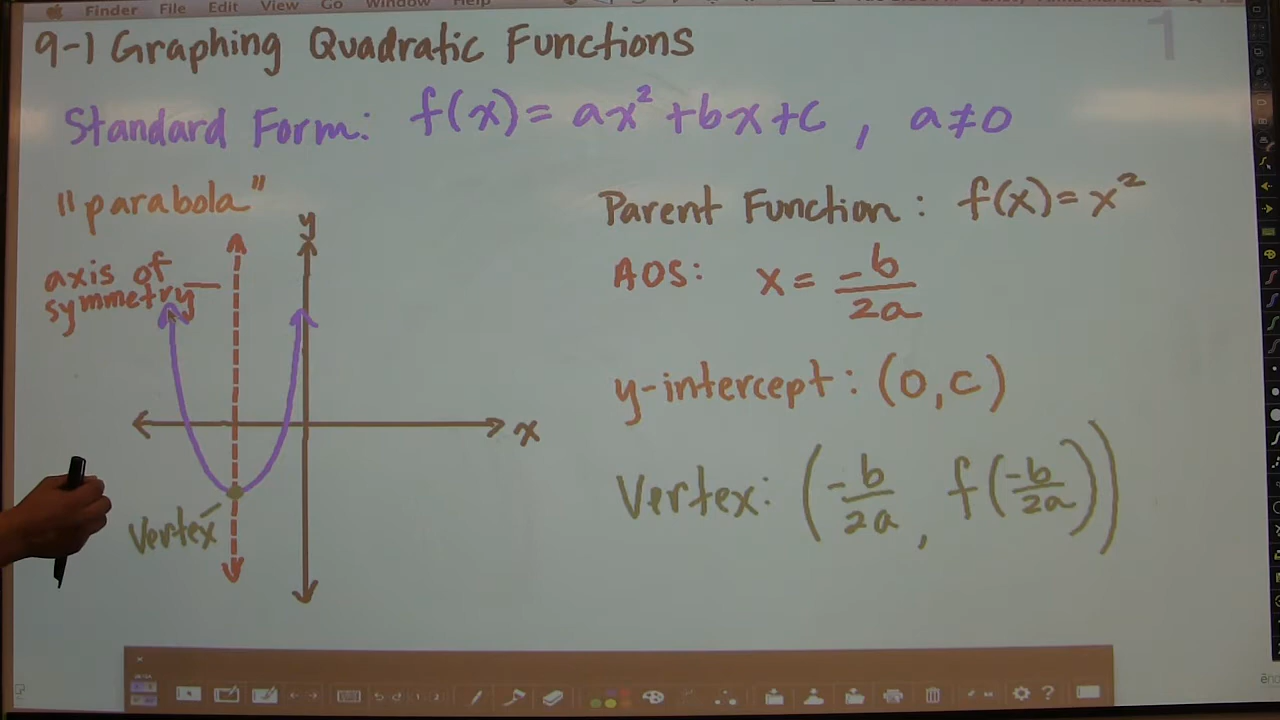 Finder File Edit View Go Window Help
1
9-1 Graphing Quadratic Functions
Standard Form: f(x) = ax² + bx + c , a ≠ 0
"parabola"
axis of
symmetry
y
x
Vertex
Parent Function: f(x) = x²
AOS: x = -b/2a
y-intercept: (0, c)
Vertex: (-b/2a, f(-b/2a))